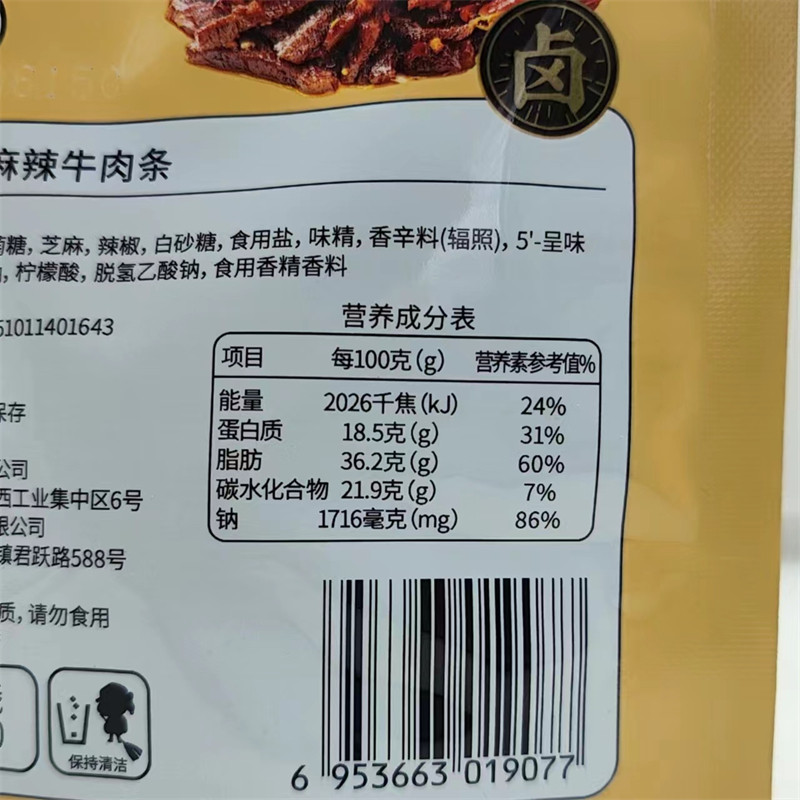 卤
麻辣牛肉条
糖, 芝麻, 辣椒, 白砂糖, 食用盐, 味精, 香辛料(辐照), 5'-呈味
, 柠檬酸, 脱氢乙酸钠, 食用香精香料
51011401643
保存
公司
西工业集中区6号
限公司
镇君跃路588号
质, 请勿食用
营养成分表
项目 每100克(g) 营养素参考值%
能量 2026千焦(kJ) 24%
蛋白质 18.5克(g) 31%
脂肪 36.2克(g) 60%
碳水化合物 21.9克(g) 7%
钠 1716毫克(mg) 86%
保持清洁
6 953663 019077